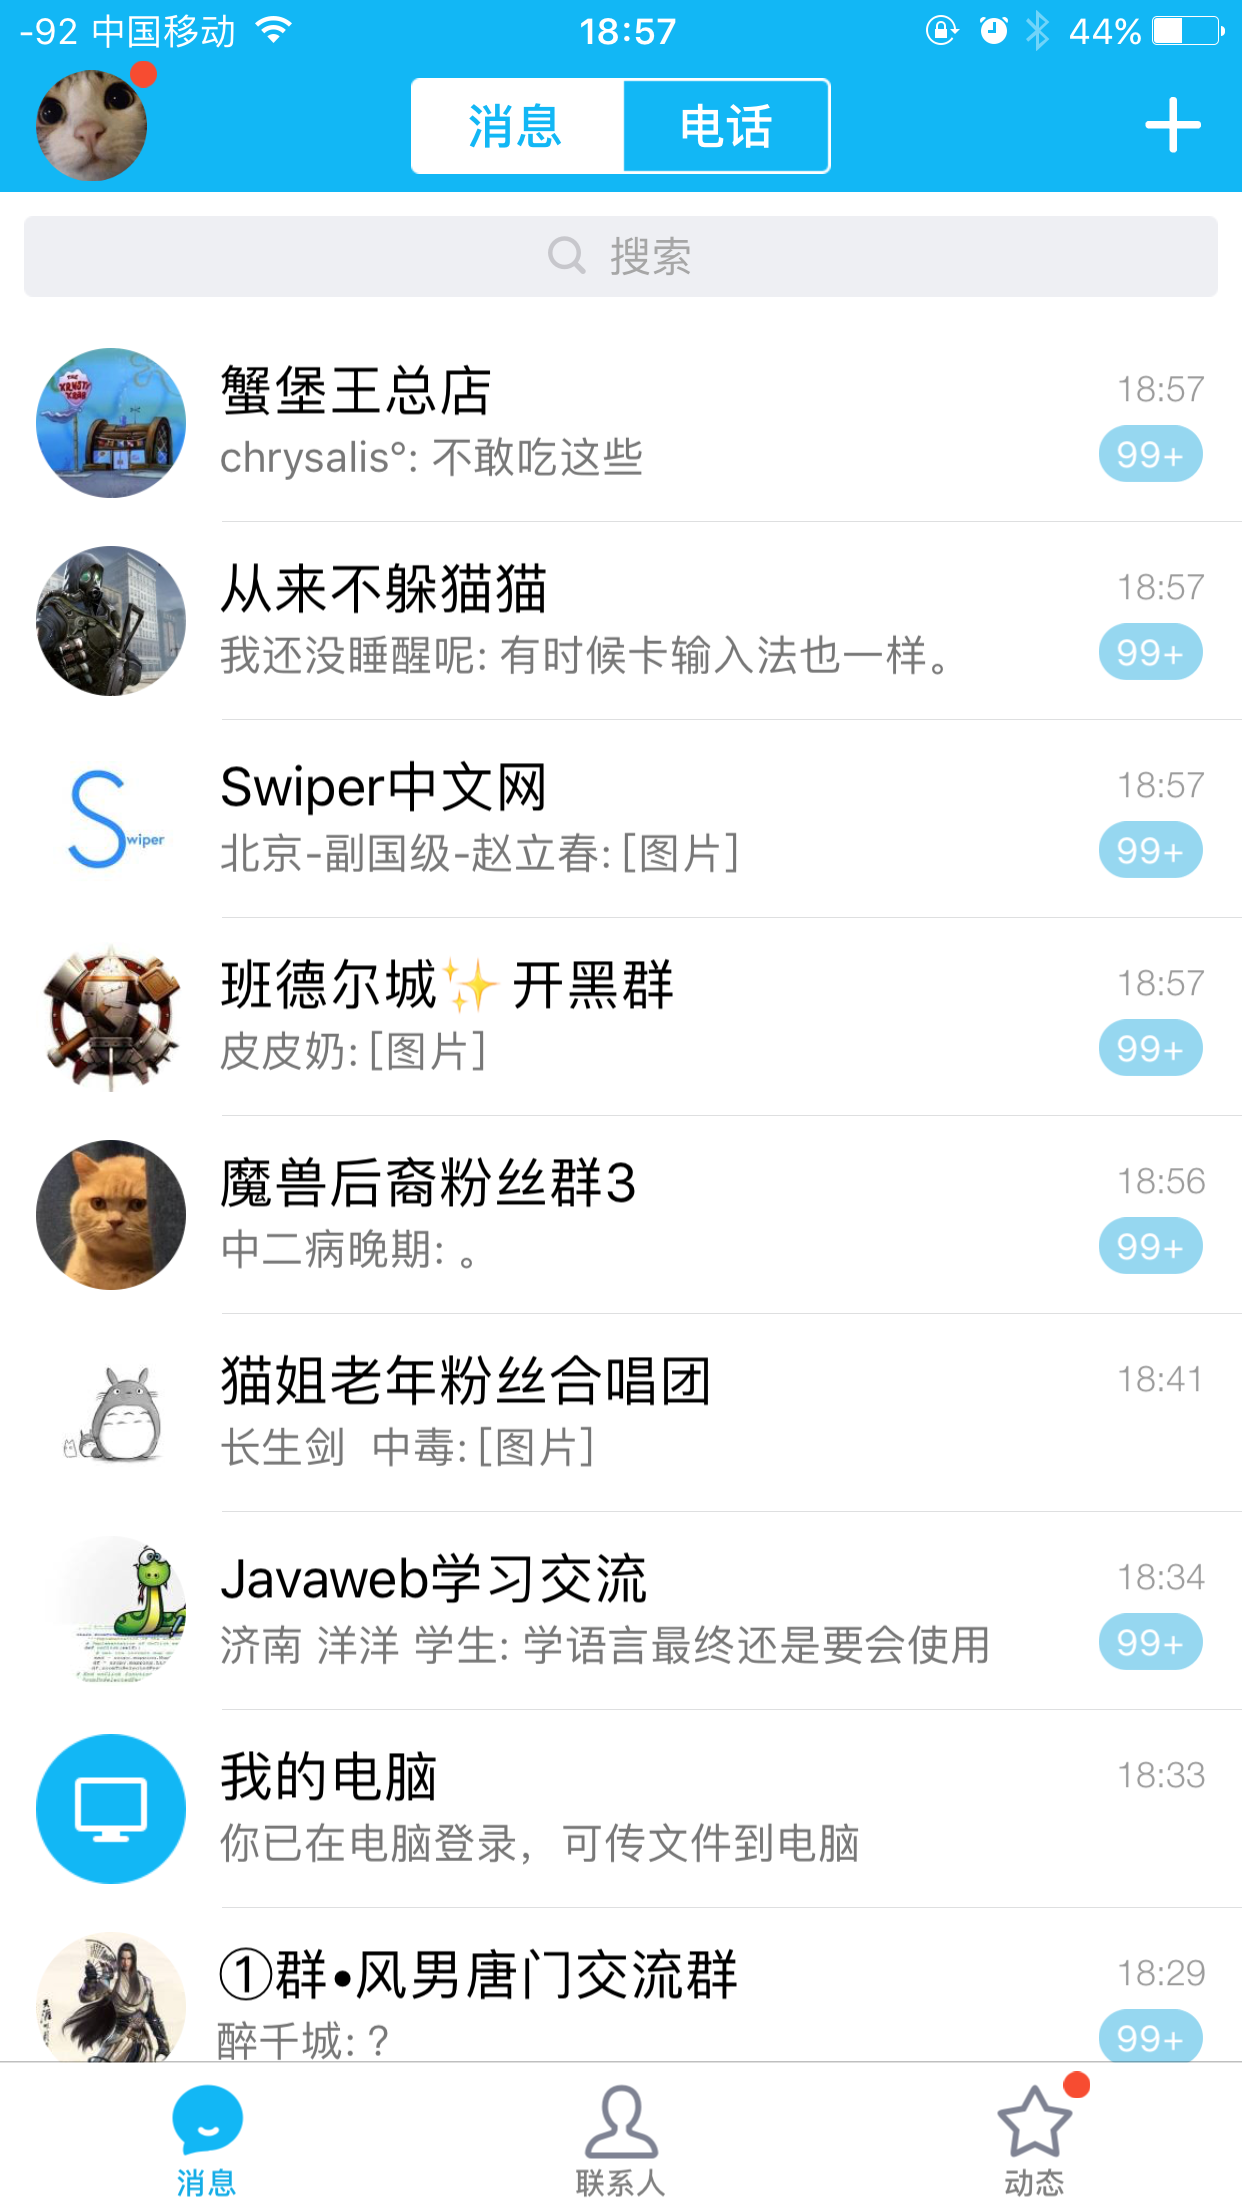 -92 中国移动 18:57 44%
消息 电话
搜索
蟹堡王总店 18:57
chrysalis°: 不敢吃这些 99+
从来不躲猫猫 18:57
我还没睡醒呢: 有时候卡输入法也一样。 99+
Swiper中文网 18:57
北京-副国级-赵立春: [图片] 99+
班德尔城✨ 开黑群 18:57
皮皮奶: [图片] 99+
魔兽后裔粉丝群3 18:56
中二病晚期: 。 99+
猫姐老年粉丝合唱团 18:41
长生剑 中毒: [图片]
Javaweb学习交流 18:34
济南 洋洋 学生: 学语言最终还是要会使用 99+
我的电脑 18:33
你已在电脑登录，可传文件到电脑
①群•风男唐门交流群 18:29
醉千城: ? 99+
消息 联系人 动态